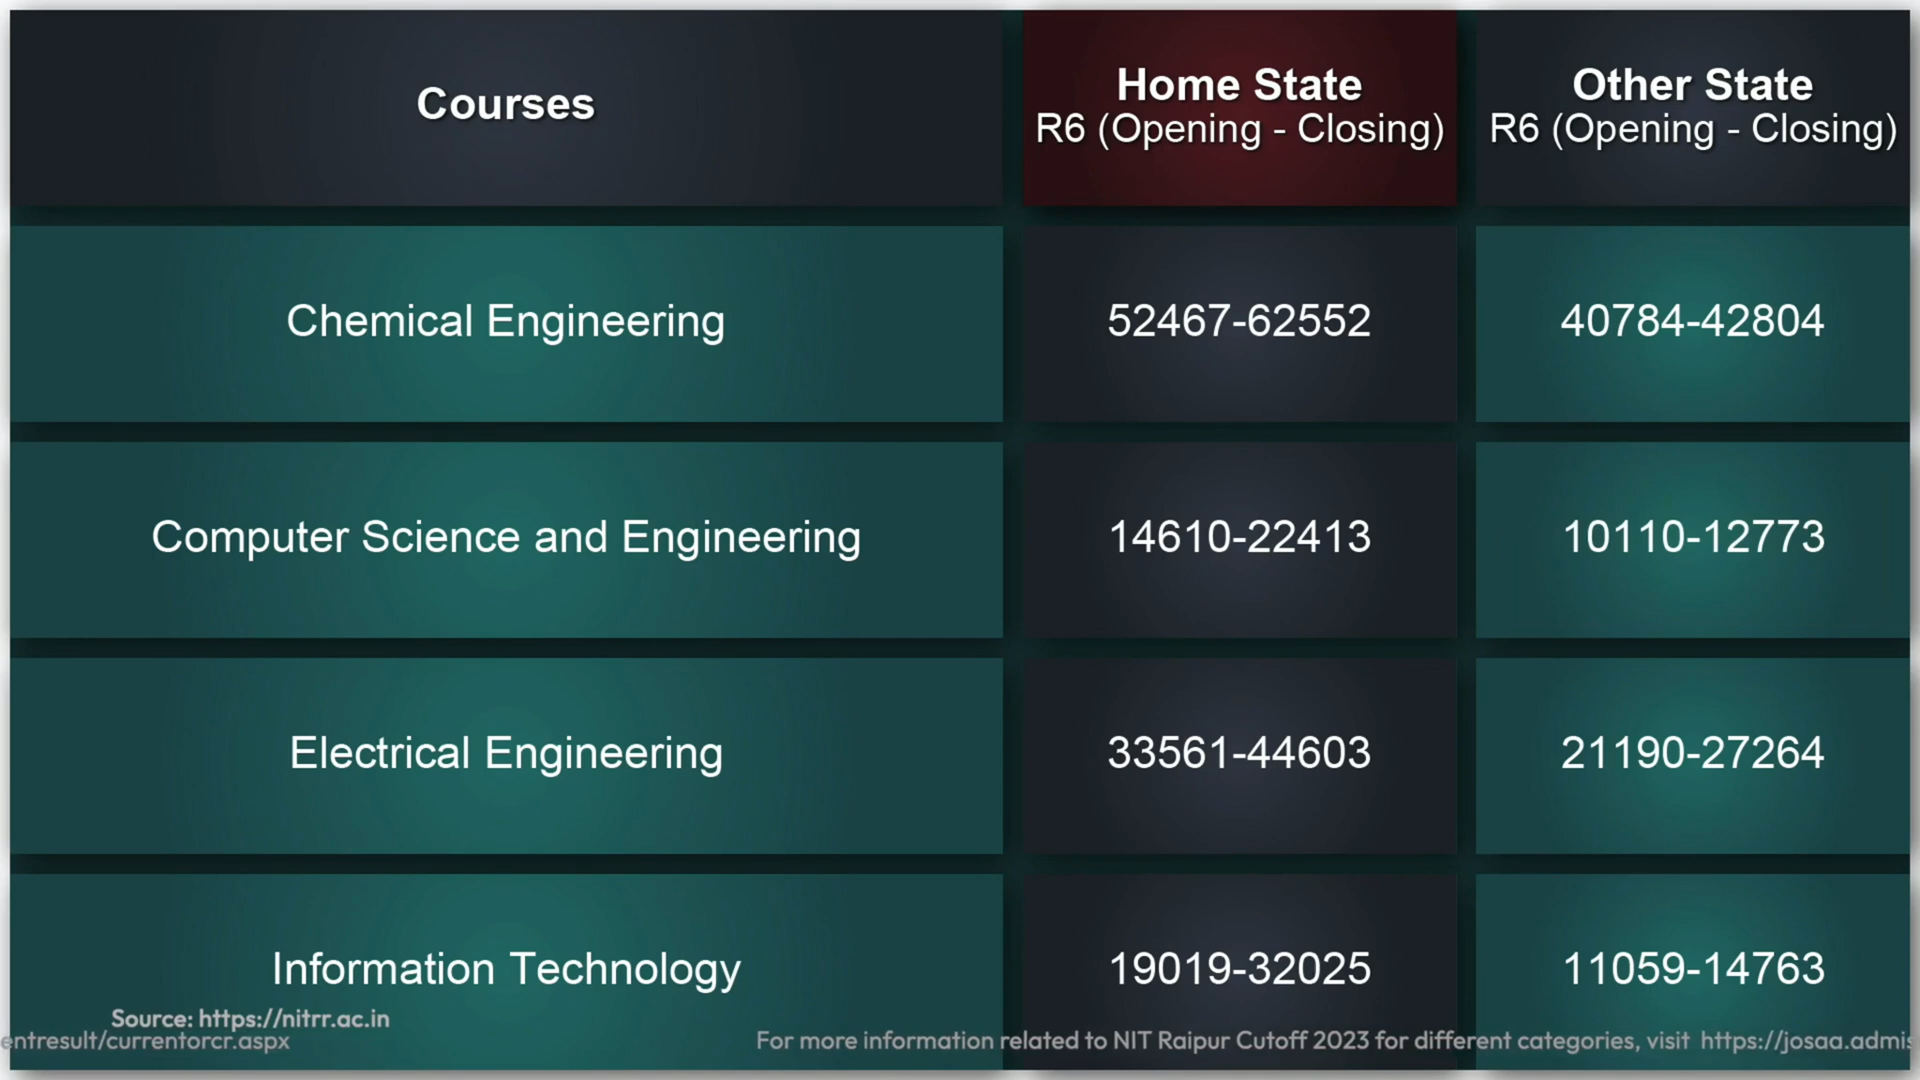 Courses
Home State
R6 (Opening - Closing)
Other State
R6 (Opening - Closing)
Chemical Engineering
52467-62552
40784-42804
Computer Science and Engineering
14610-22413
10110-12773
Electrical Engineering
33561-44603
21190-27264
Information Technology
19019-32025
11059-14763
Source: https://nitrr.ac.in
entresult/currentorcr.aspx
For more information related to NIT Raipur Cutoff 2023 for different categories, visit https://josaa.admis